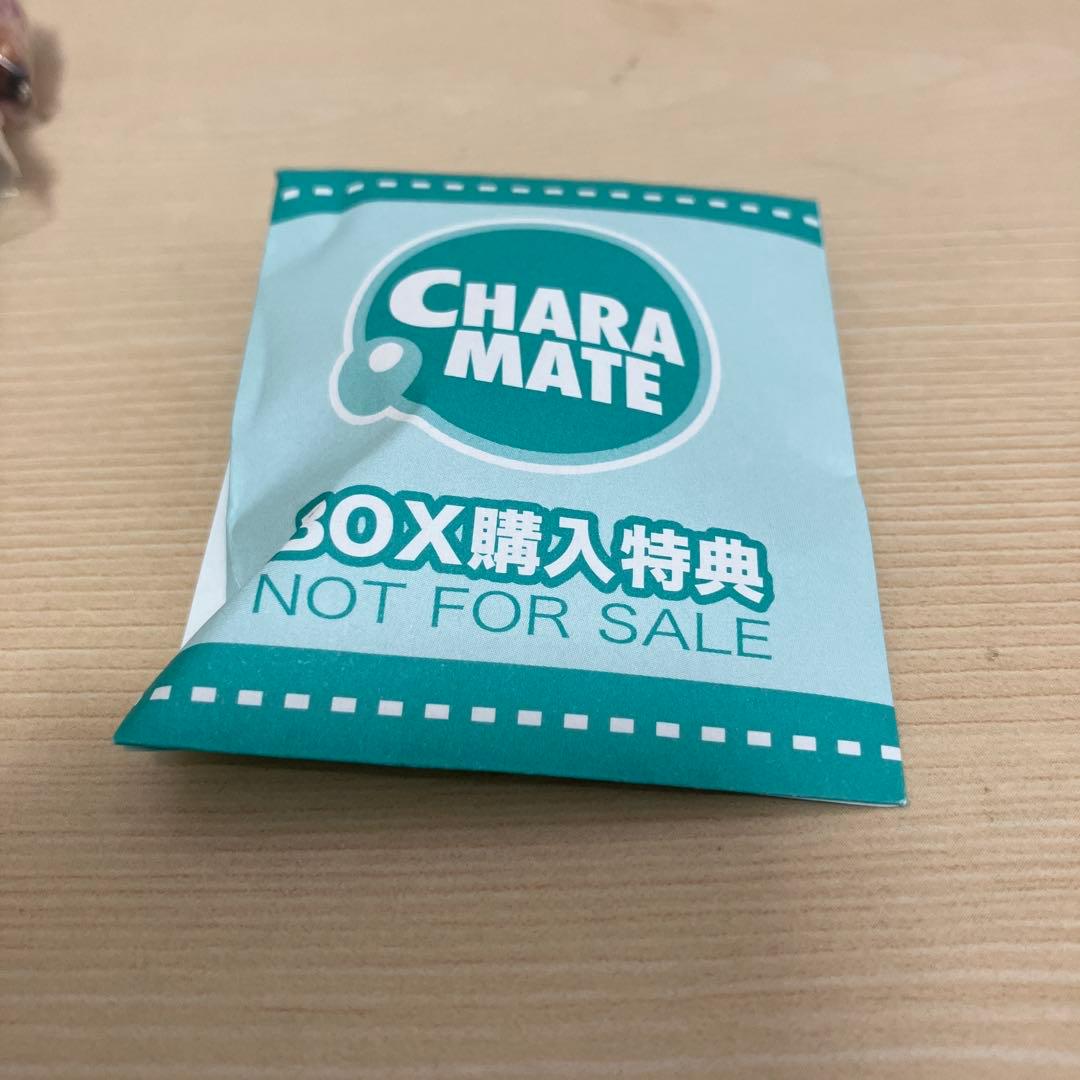 CHARA
MATE
BOX購入特典
NOT FOR SALE